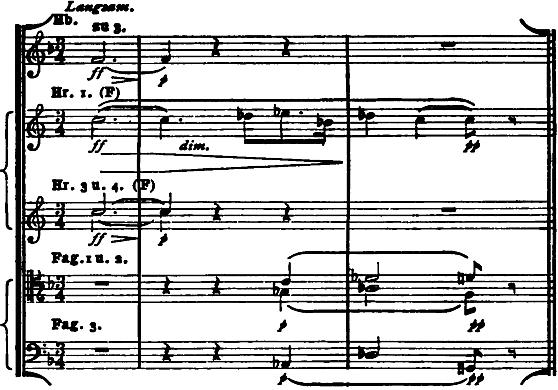 Langsam.
Hb.
zu 3.
ff
p
Hr. 1. (F)
ff
dim.
pp
Hr. 3 u. 4. (F)
ff
p
Fag. 1 u. 2.
p
pp
Fag. 3.
p
pp